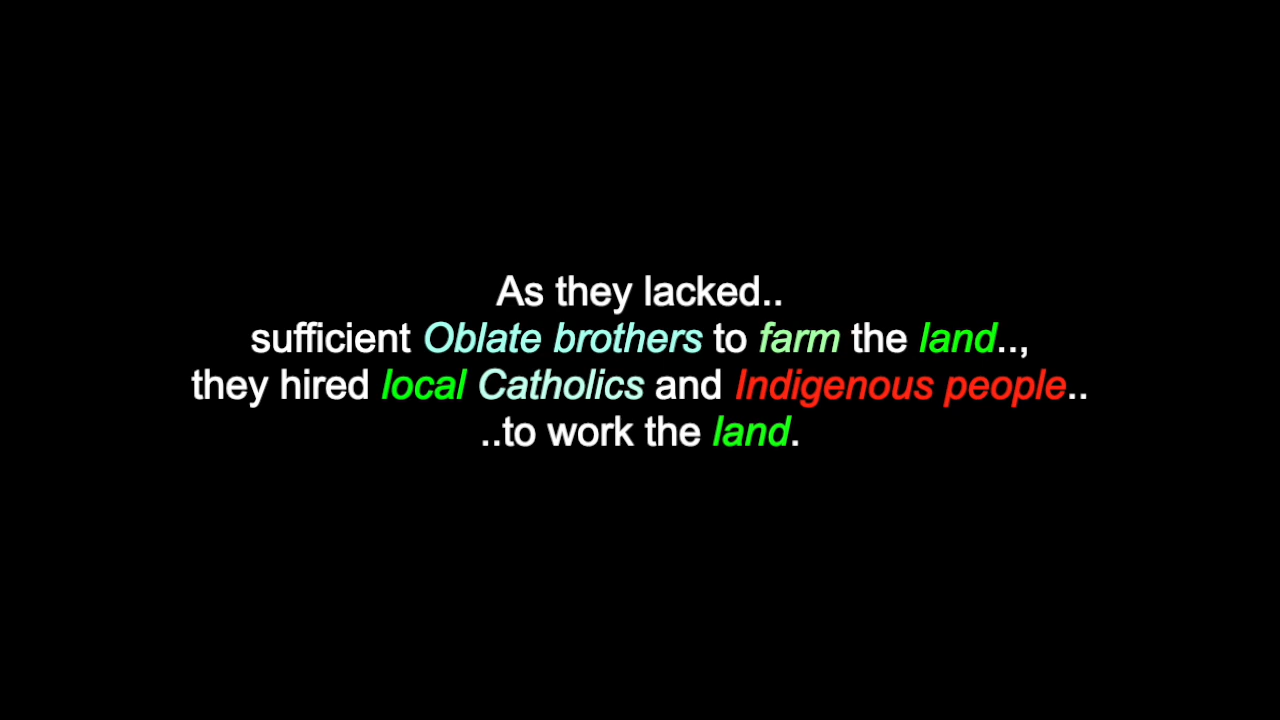 As they lacked..
sufficient Oblate brothers to farm the land..,
they hired local Catholics and Indigenous people..
..to work the land.